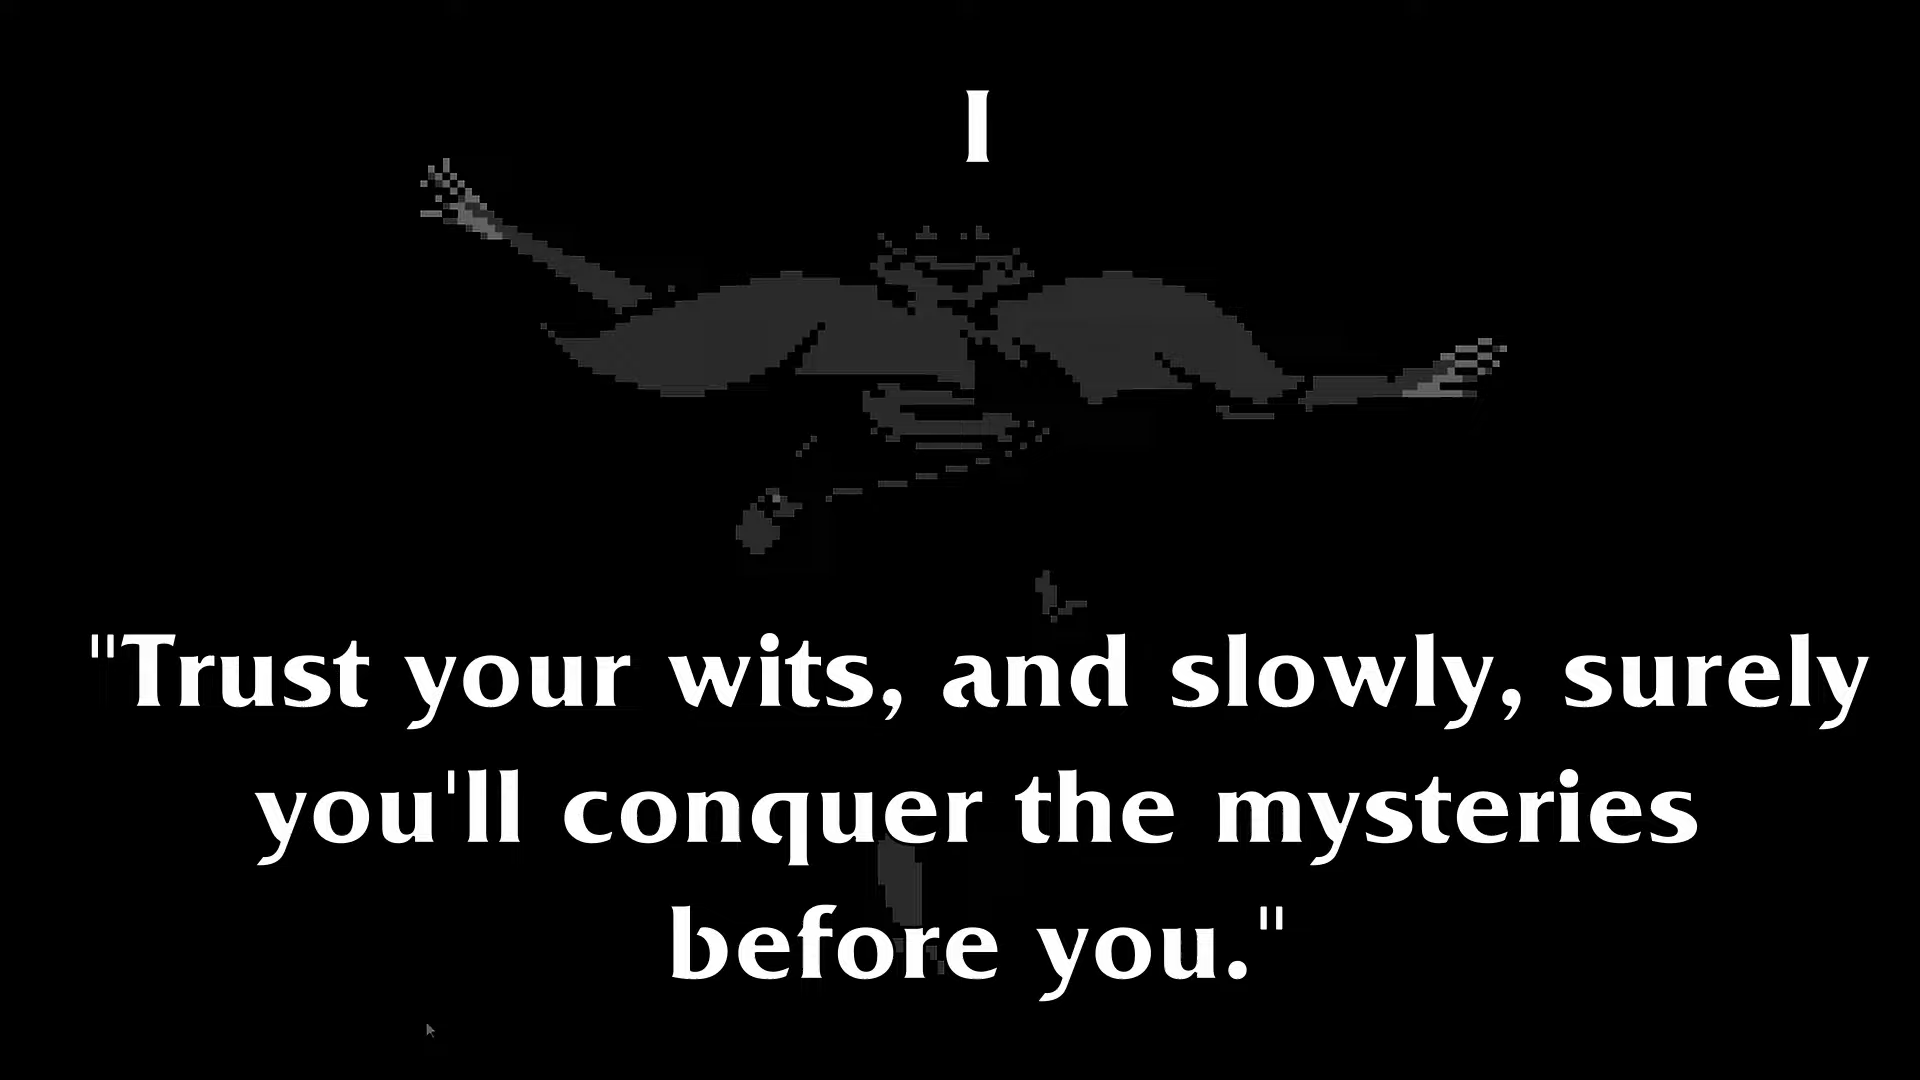 I
"Trust your wits, and slowly, surely
you'll conquer the mysteries
before you."